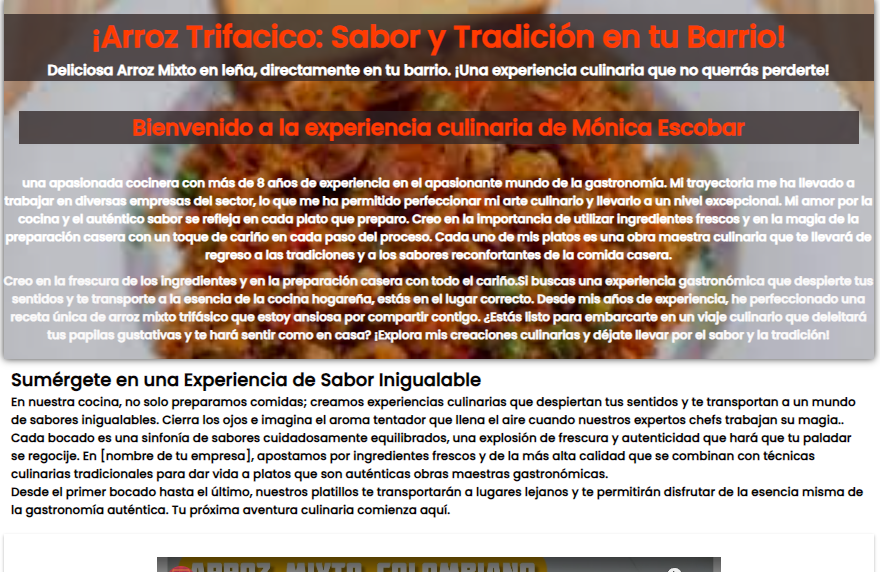 ¡Arroz Trifacico: Sabor y Tradición en tu Barrio!
Deliciosa Arroz Mixto en leña, directamente en tu barrio. ¡Una experiencia culinaria que no querrás perderte!
Bienvenido a la experiencia culinaria de Mónica Escobar
una apasionada cocinera con más de 8 años de experiencia en el apasionante mundo de la gastronomía. Mi trayectoria me ha llevado a
trabajar en diversas empresas del sector, lo que me ha permitido perfeccionar mi arte culinario y llevarlo a un nivel excepcional. Mi amor por la
cocina y el auténtico sabor se refleja en cada plato que preparo. Creo en la importancia de utilizar ingredientes frescos y en la magia de la
preparación casera con un toque de cariño en cada paso del proceso. Cada uno de mis platos es una obra maestra culinaria que te llevará de
regreso a las tradiciones y a los sabores reconfortantes de la comida casera.
Creo en la frescura de los ingredientes y en la preparación casera con todo el cariño.Si buscas una experiencia gastronómica que despierte tus
sentidos y te transporte a la esencia de la cocina hogareña, estás en el lugar correcto. Desde mis años de experiencia, he perfeccionado una
receta única de arroz mixto trifásico que estoy ansiosa por compartir contigo. ¿Estás listo para embarcarte en un viaje culinario que deleitará
tus papilas gustativas y te hará sentir como en casa? ¡Explora mis creaciones culinarias y déjate llevar por el sabor y la tradición!
Sumérgete en una Experiencia de Sabor Inigualable
En nuestra cocina, no solo preparamos comidas; creamos experiencias culinarias que despiertan tus sentidos y te transportan a un mundo
de sabores inigualables. Cierra los ojos e imagina el aroma tentador que llena el aire cuando nuestros expertos chefs trabajan su magia..
Cada bocado es una sinfonía de sabores cuidadosamente equilibrados, una explosión de frescura y autenticidad que hará que tu paladar
se regocije. En [nombre de tu empresa], apostamos por ingredientes frescos y de la más alta calidad que se combinan con técnicas
culinarias tradicionales para dar vida a platos que son auténticas obras maestras gastronómicas.
Desde el primer bocado hasta el último, nuestros platillos te transportarán a lugares lejanos y te permitirán disfrutar de la esencia misma de
la gastronomía auténtica. Tu próxima aventura culinaria comienza aquí.
ARROZ MIXTO COLOMBIANO